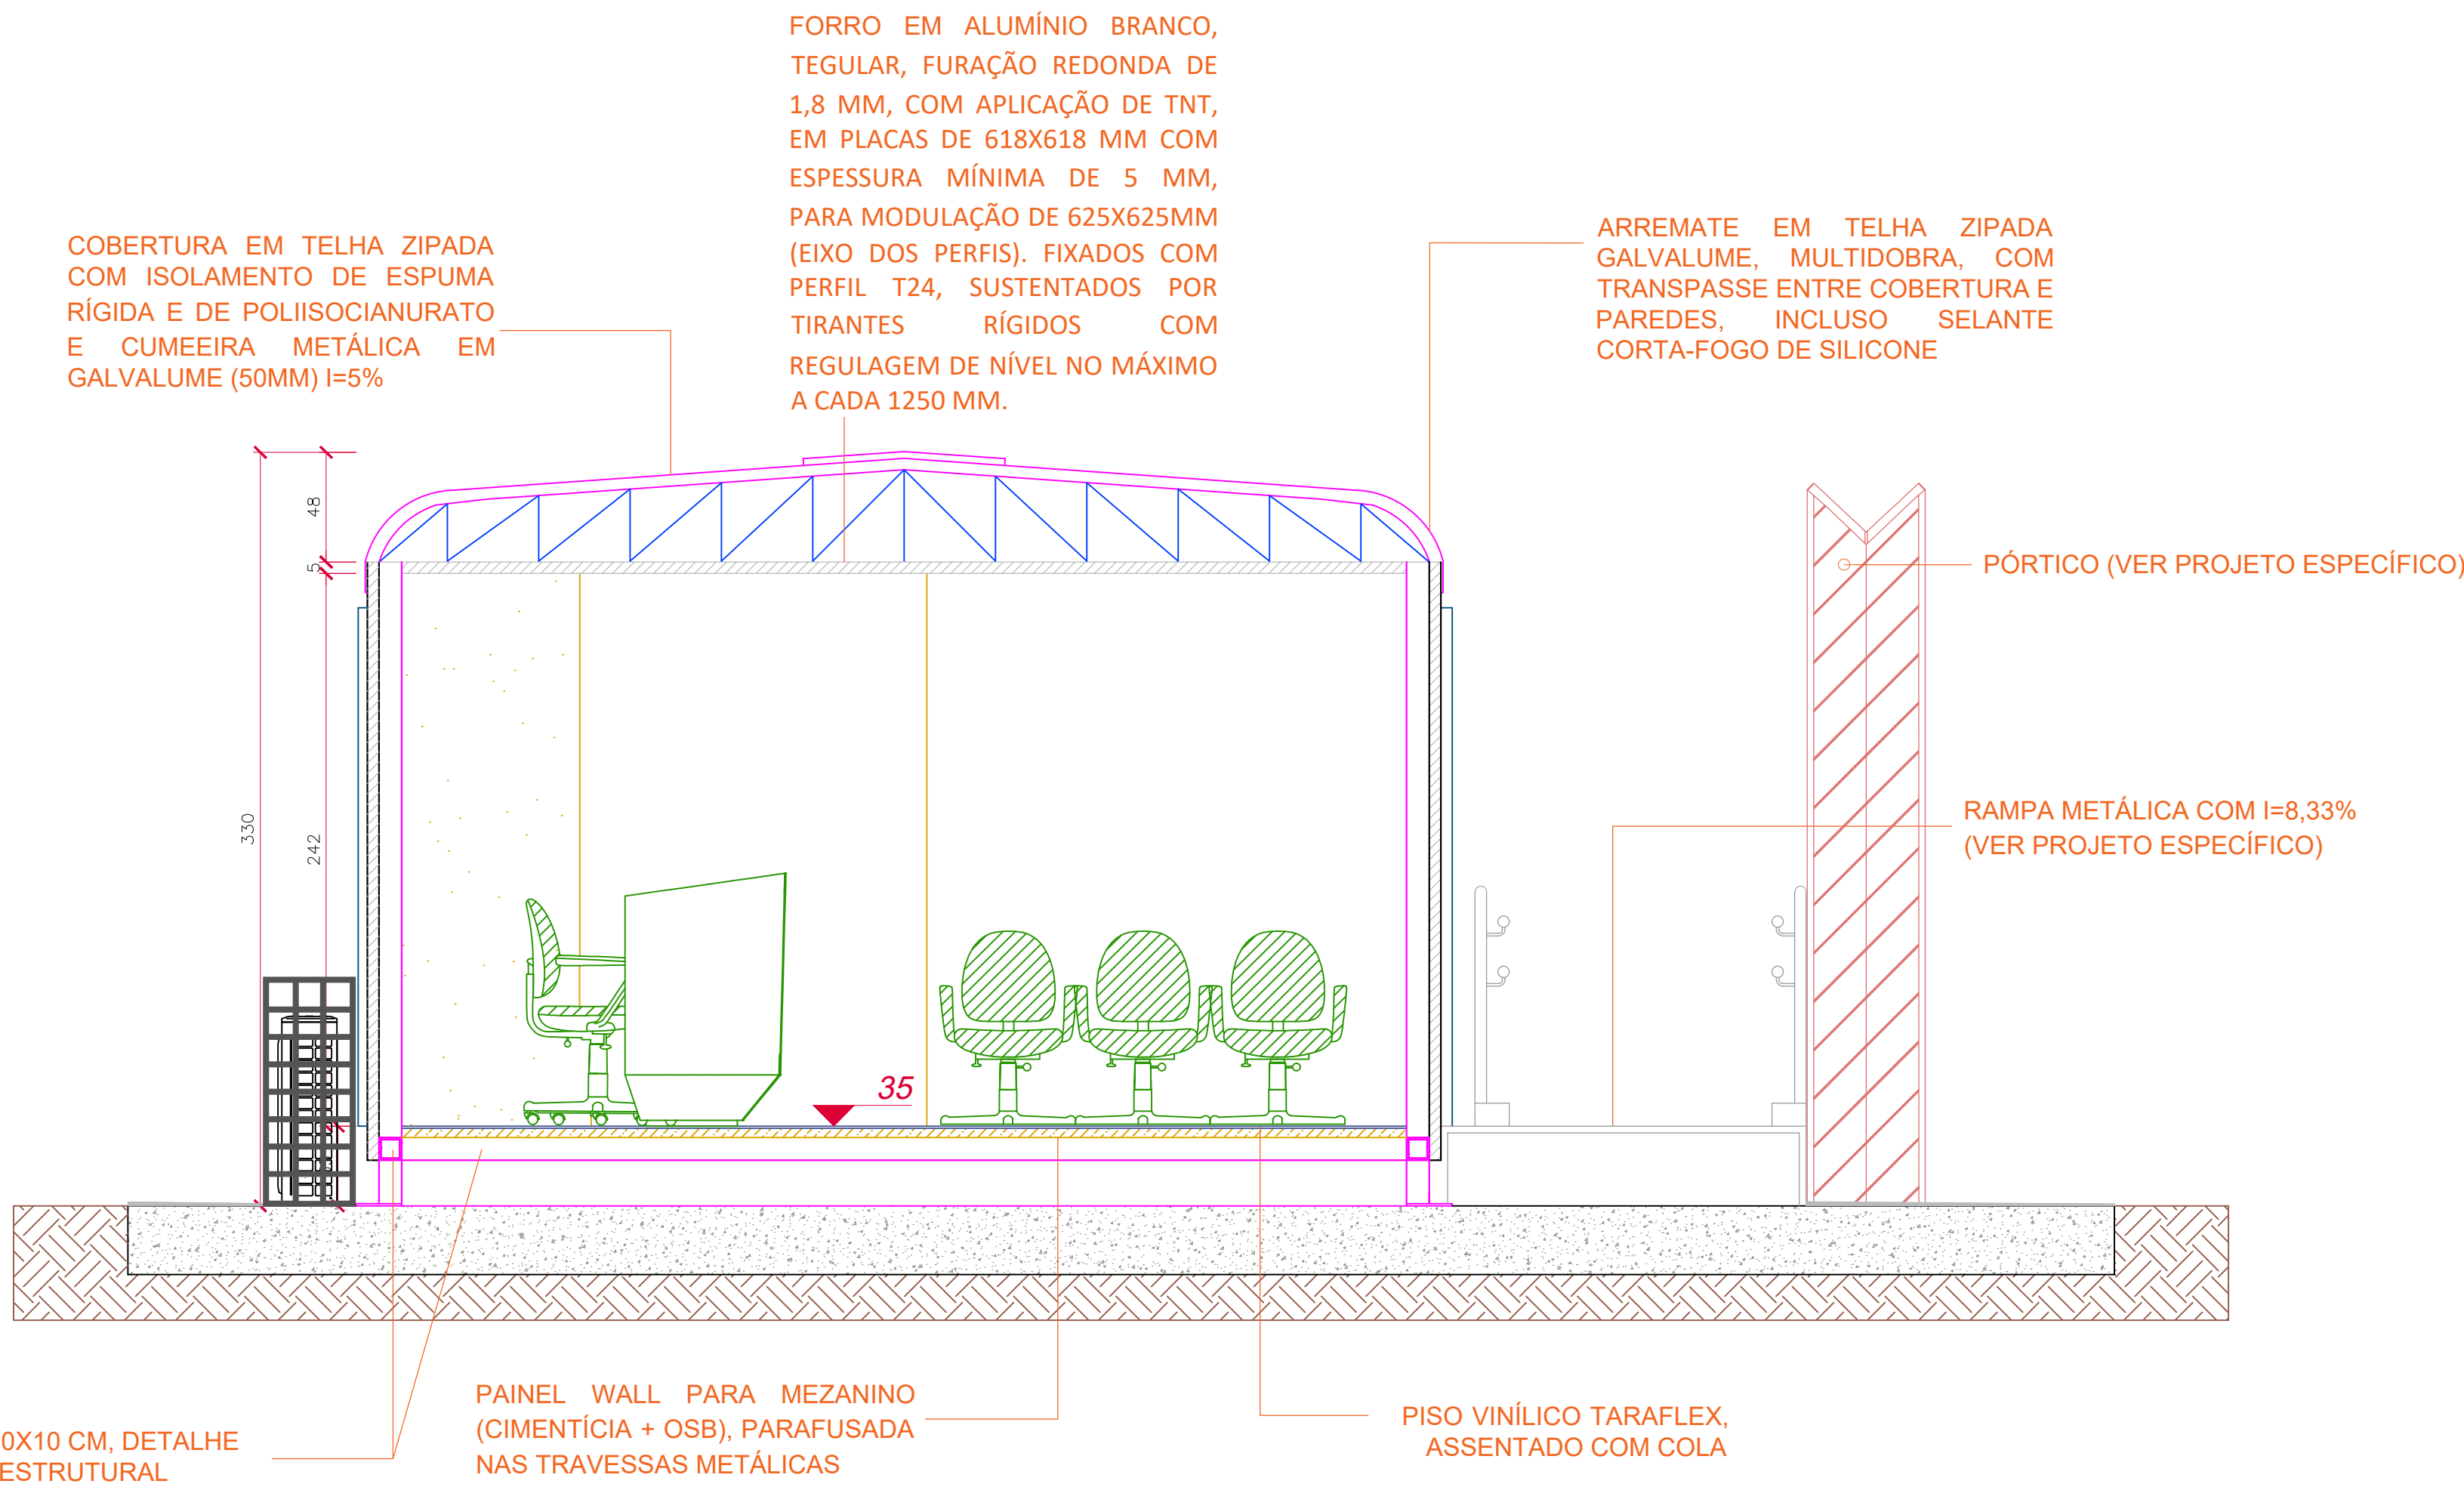 FORRO EM ALUMÍNIO BRANCO,
TEGULAR, FURAÇÃO REDONDA DE
1,8 MM, COM APLICAÇÃO DE TNT,
EM PLACAS DE 618X618 MM COM
ESPESSURA MÍNIMA DE 5 MM,
PARA MODULAÇÃO DE 625X625MM
(EIXO DOS PERFIS). FIXADOS COM
PERFIL T24, SUSTENTADOS POR
TIRANTES RÍGIDOS COM
REGULAGEM DE NÍVEL NO MÁXIMO
A CADA 1250 MM.
COBERTURA EM TELHA ZIPADA
COM ISOLAMENTO DE ESPUMA
RÍGIDA E DE POLIISOCIANURATO
E CUMEEIRA METÁLICA EM
GALVALUME (50MM) I=5%
ARREMATE EM TELHA ZIPADA
GALVALUME, MULTIDOBRA, COM
TRANSPASSE ENTRE COBERTURA E
PAREDES, INCLUSO SELANTE
CORTA-FOGO DE SILICONE
48
5
PÓRTICO (VER PROJETO ESPECÍFICO)
330
242
RAMPA METÁLICA COM I=8,33%
(VER PROJETO ESPECÍFICO)
35
PAINEL WALL PARA MEZANINO
(CIMENTÍCIA + OSB), PARAFUSADA
NAS TRAVESSAS METÁLICAS
PISO VINÍLICO TARAFLEX,
ASSENTADO COM COLA
0X10 CM, DETALHE
ESTRUTURAL